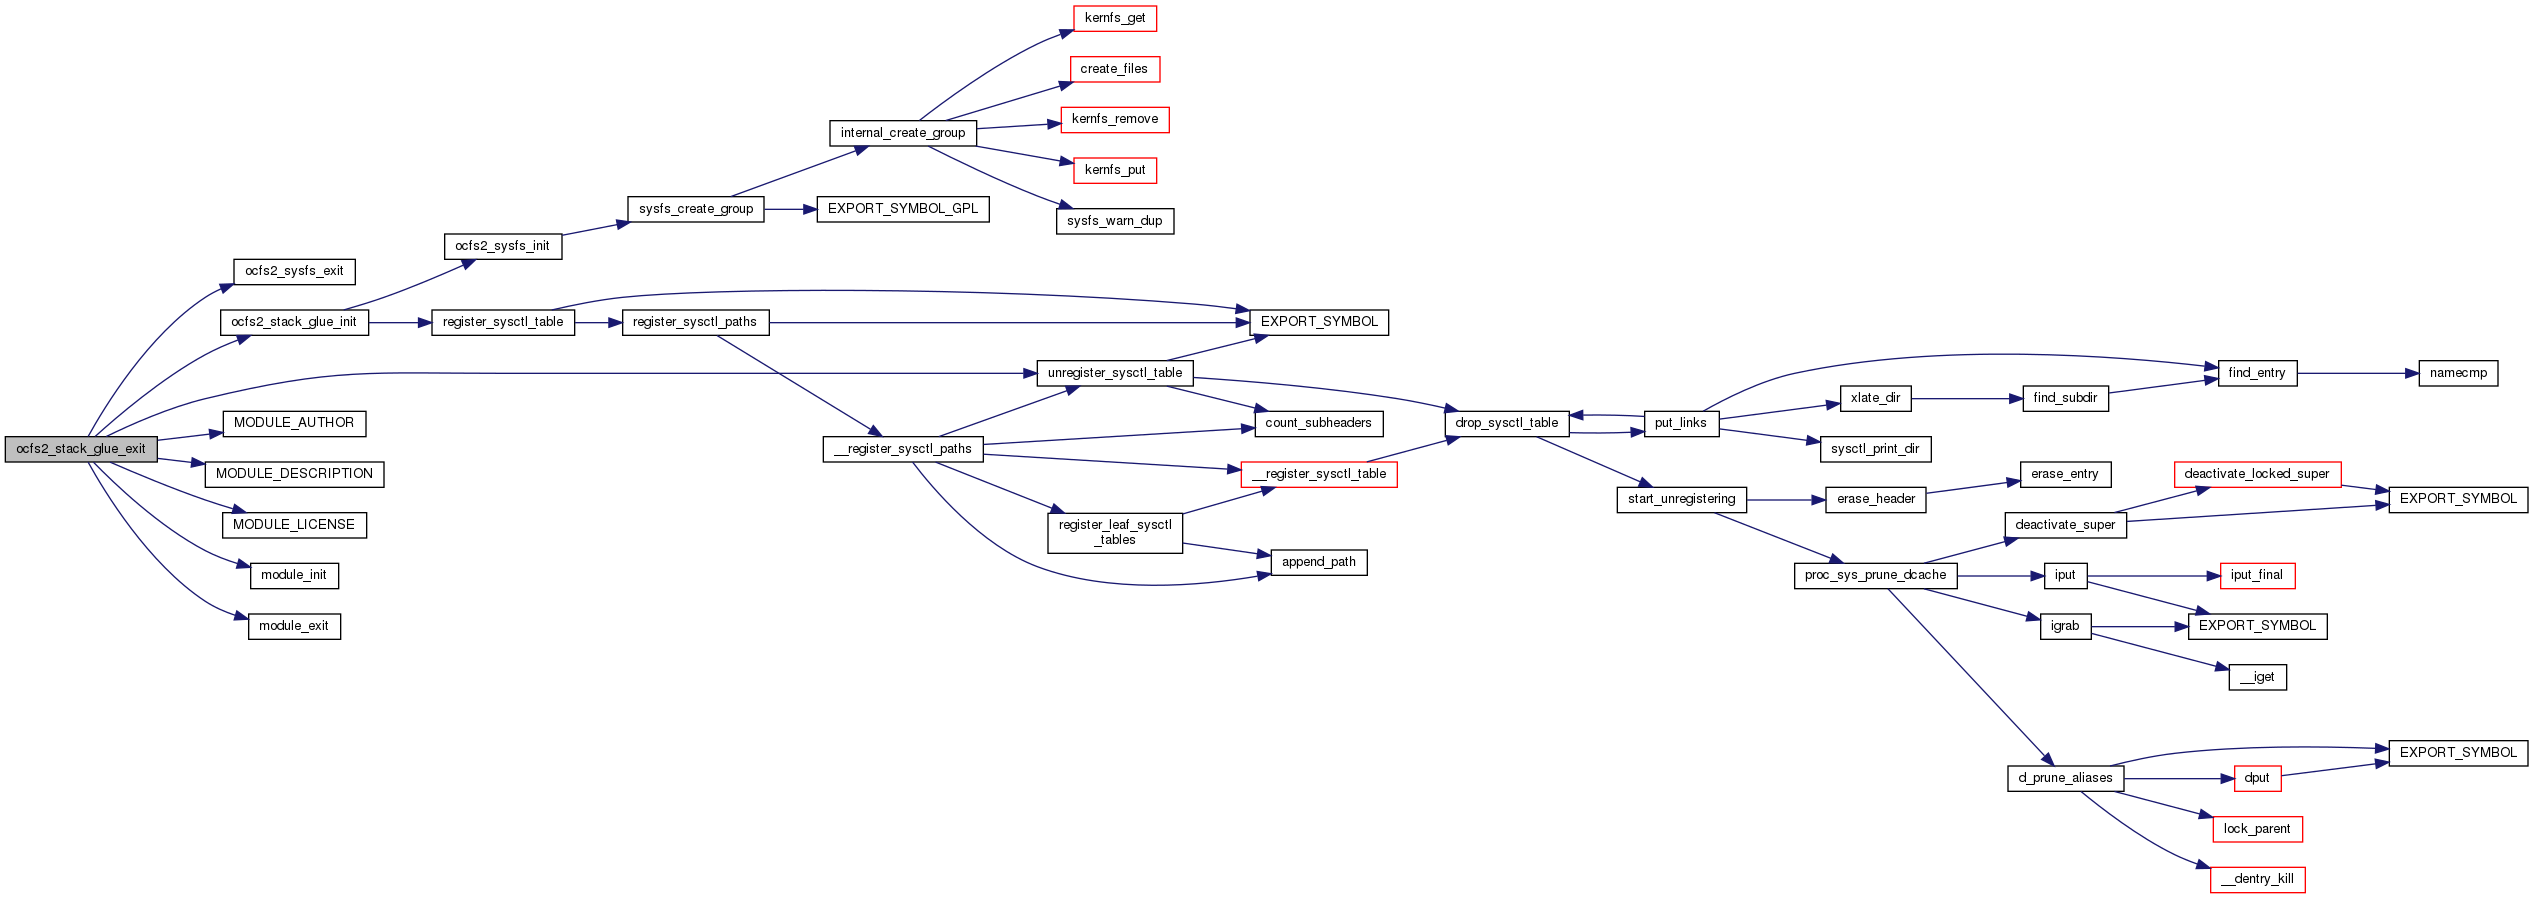 kernfs_get
create_files
kernfs_remove
internal_create_group
kernfs_put
sysfs_create_group
EXPORT_SYMBOL_GPL
sysfs_warn_dup
ocfs2_sysfs_init
ocfs2_sysfs_exit
ocfs2_stack_glue_init
register_sysctl_table
register_sysctl_paths
EXPORT_SYMBOL
unregister_sysctl_table
find_entry
namecmp
xlate_dir
find_subdir
MODULE_AUTHOR
count_subheaders
drop_sysctl_table
put_links
ocfs2_stack_glue_exit
__register_sysctl_paths
sysctl_print_dir
MODULE_DESCRIPTION
__register_sysctl_table
erase_entry
deactivate_locked_super
start_unregistering
erase_header
EXPORT_SYMBOL
MODULE_LICENSE
register_leaf_sysctl
_tables
deactivate_super
append_path
module_init
proc_sys_prune_dcache
iput
iput_final
module_exit
igrab
EXPORT_SYMBOL
__iget
EXPORT_SYMBOL
d_prune_aliases
dput
lock_parent
__dentry_kill